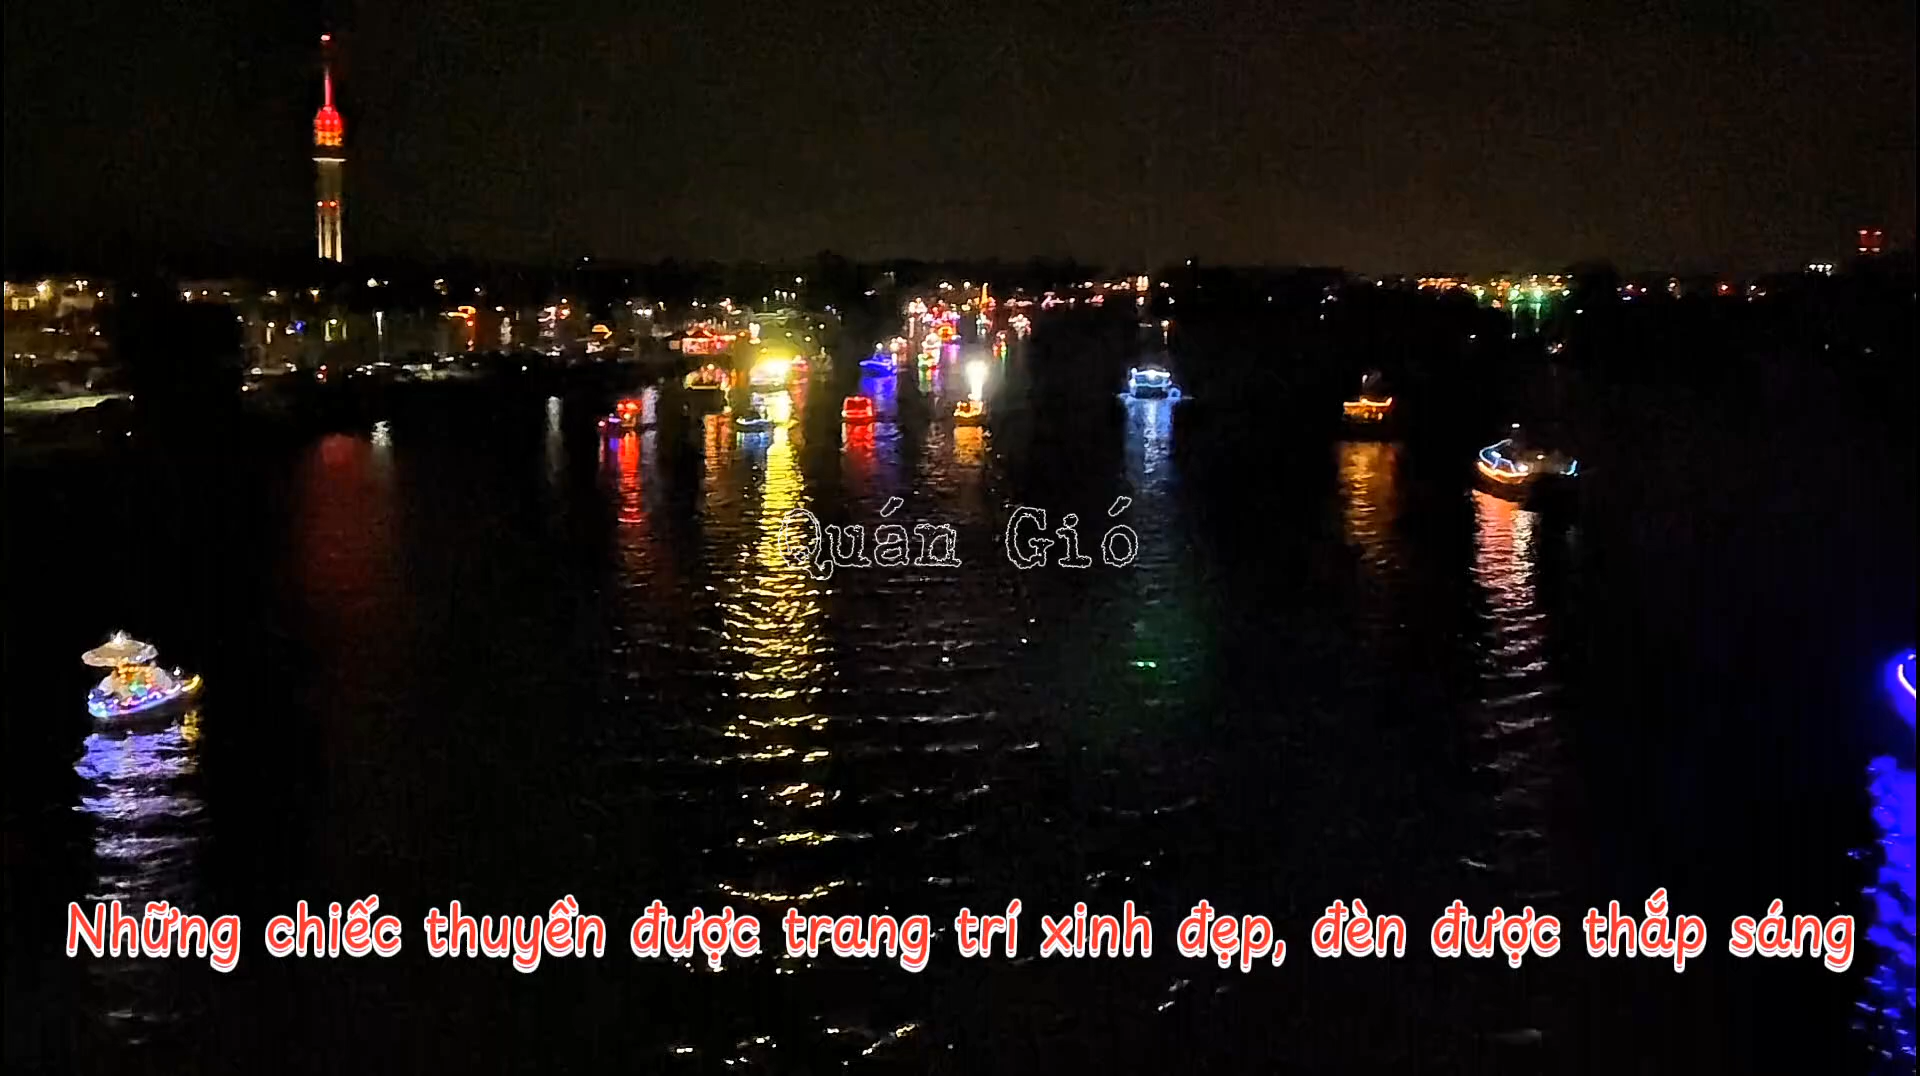 Quán Gió
Những chiếc thuyền được trang trí xinh đẹp, đèn được thắp sáng